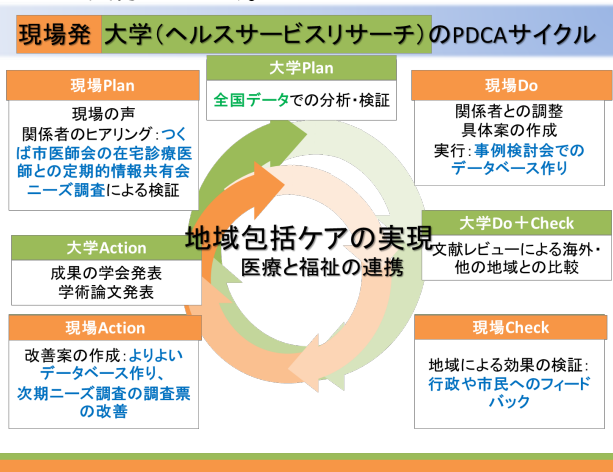 現場発 大学(ヘルスサービスリサーチ)のPDCAサイクル
大学Plan
全国データでの分析・検証
現場Plan
現場の声
関係者のヒアリング:つく
ば市医師会の在宅診療医
師との定期的情報共有会
ニーズ調査による検証
現場Do
関係者との調整
具体案の作成
実行:事例検討会での
データベース作り
地域包括ケアの実現
医療と福祉の連携
大学Action
成果の学会発表
学術論文発表
大学Do+Check
文献レビューによる海外・
他の地域との比較
現場Action
改善案の作成:よりよい
データベース作り、
次期ニーズ調査の調査票
の改善
現場Check
地域による効果の検証:
行政や市民へのフィード
バック